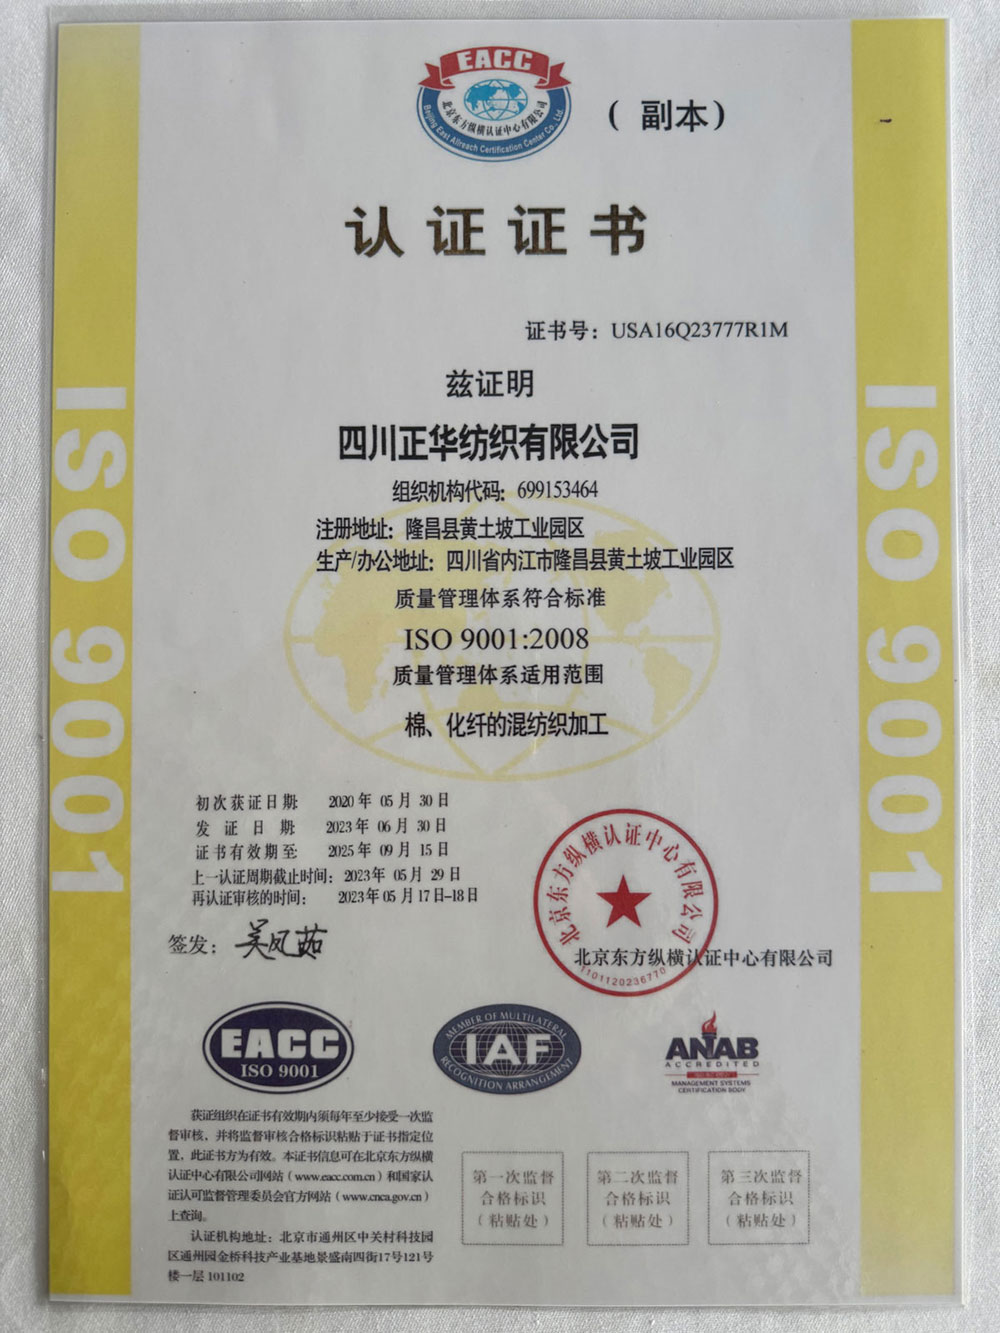 EACC
北京东方纵横认证中心有限公司
Beijing East Allreach Certification Center Co., Ltd.
（副本）
认证证书
证书号：USA16Q23777R1M
兹证明
四川正华纺织有限公司
组织机构代码：699153464
注册地址：隆昌县黄土坡工业园区
生产/办公地址：四川省内江市隆昌县黄土坡工业园区
质量管理体系符合标准
ISO 9001:2008
质量管理体系适用范围
棉、化纤的混纺织加工
ISO 9001
ISO 9001
初次获证日期: 2020年 05月 30日
发证日期: 2023年 06月 30日
证书有效期至: 2025年 09月 15日
上一认证周期截止时间：2023年 05月 29日
再认证审核的时间： 2023年05月17日-18日
签发：吴凤茹
北京东方纵横认证中心有限公司
1101120236770
北京东方纵横认证中心有限公司
EACC
ISO 9001
MEMBER OF MULTILATERAL
IAF
RECOGNITION ARRANGEMENT
ANAB
ACCREDITED
MANAGEMENT SYSTEMS
CERTIFICATION BODY
获证组织在证书有效期内须每年至少接受一次监
督审核，并将监督审核合格标识粘贴于证书指定位
置，此证书方为有效。本证书信息可在北京东方纵横
认证中心有限公司网站（www.eacc.com.cn）和国家认
证认可监督管理委员会官方网站（www.cnca.gov.cn）
上查询。
认证机构地址：北京市通州区中关村科技园
区通州园金桥科技产业基地景盛南四街17号121号
楼一层 101102
第一次监督
合格标识
（粘贴处）
第二次监督
合格标识
（粘贴处）
第三次监督
合格标识
（粘贴处）